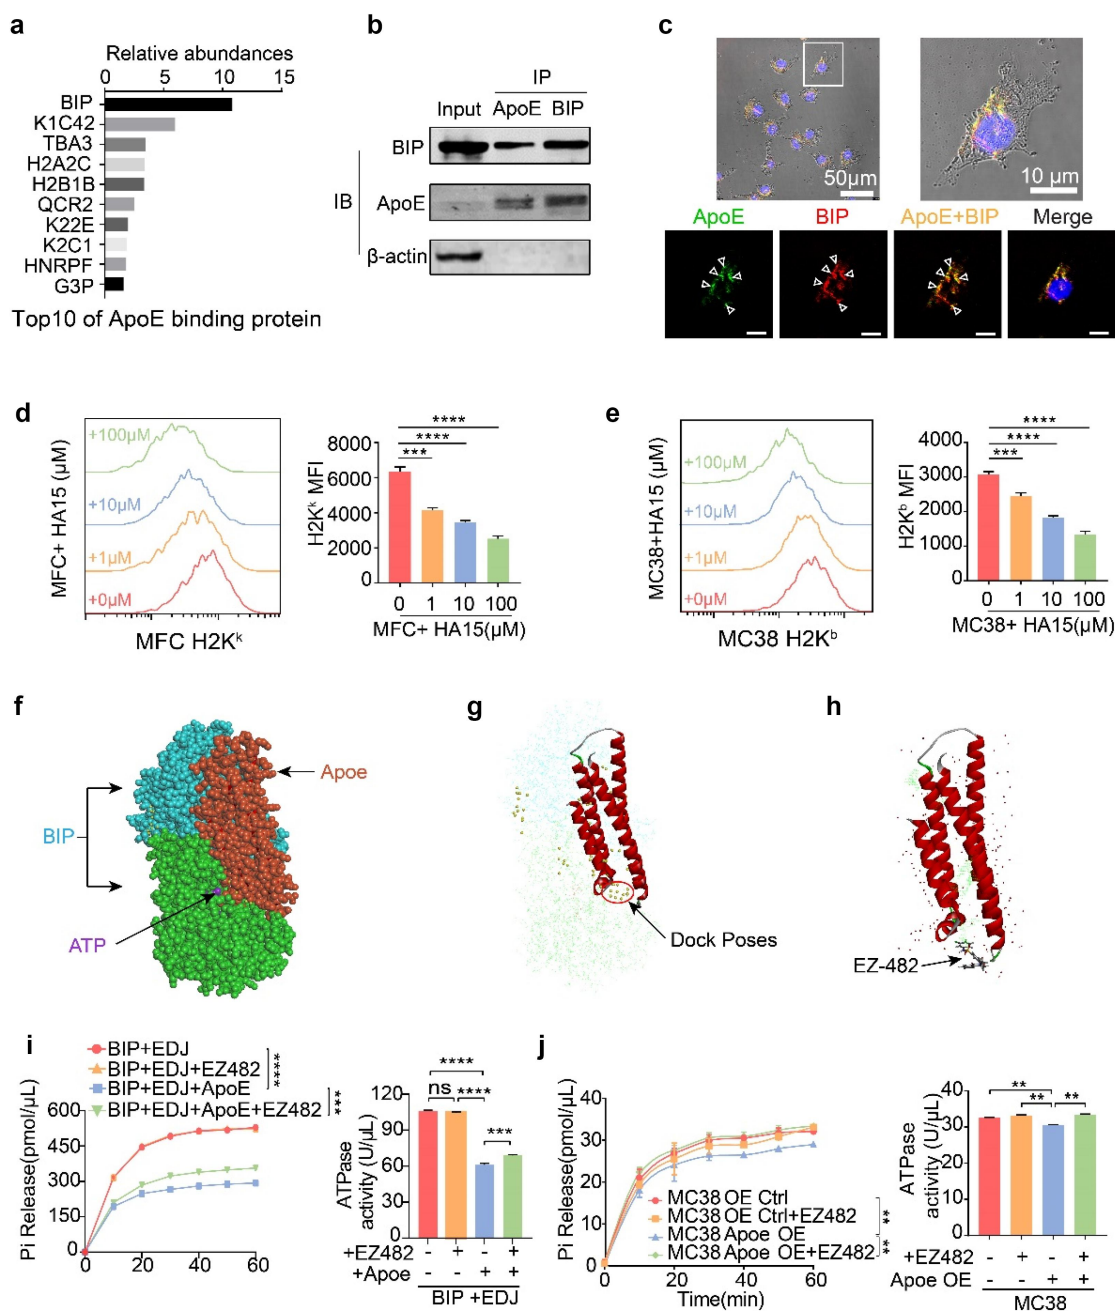 a
Relative abundances
0 5 10 15
BIP
K1C42
TBA3
H2A2C
H2B1B
QCR2
K22E
K2C1
HNRPF
G3P
Top10 of ApoE binding protein
b
IP
Input ApoE BIP
BIP
IB
ApoE
β-actin
c
50μm
10 μm
ApoE BIP ApoE+BIP Merge
d
MFC+ HA15 (μM)
+100μM
+10μM
+1μM
+0μM
MFC H2Kᵏ
H2Kᵏ MFI
8000
6000
4000
2000
0
****
****
***
0 1 10 100
MFC+ HA15(μM)
e
MC38+HA15 (μM)
+100μM
+10μM
+1μM
+0μM
MC38 H2Kᵇ
H2Kᵇ MFI
4000
3000
2000
1000
0
****
****
***
0 1 10 100
MC38+ HA15(μM)
f
Apoe
BIP
ATP
g
Dock Poses
h
EZ-482
i
BIP+EDJ
BIP+EDJ+EZ482
BIP+EDJ+ApoE
BIP+EDJ+ApoE+EZ482
****
***
Pi Release(pmol/μL)
600
450
300
150
0
0 20 40 60
ATPase
activity (U/μL)
120
90
60
30
0
****
ns ****
***
+EZ482 - + - +
+Apoe - - + +
BIP +EDJ
j
Pi Release(pmol/μL)
40
30
20
10
0
MC38 OE Ctrl
MC38 OE Ctrl+EZ482
MC38 Apoe OE
MC38 Apoe OE+EZ482
**
**
0 20 40 60
Time(min)
ATPase
activity (U/μL)
40
30
20
10
0
**
** **
+EZ482 - + - +
Apoe OE - - + +
MC38